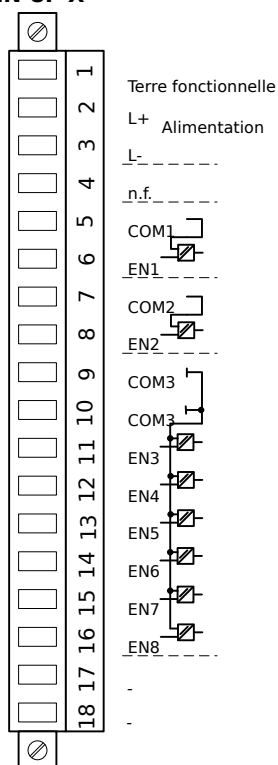 1
Terre fonctionnelle
2
L+
Alimentation
3
L-
4
n.f.
5
COM1
6
EN1
7
COM2
8
EN2
9
COM3
10
COM3
11
EN3
12
EN4
13
EN5
14
EN6
15
EN7
16
EN8
17
-
18
-